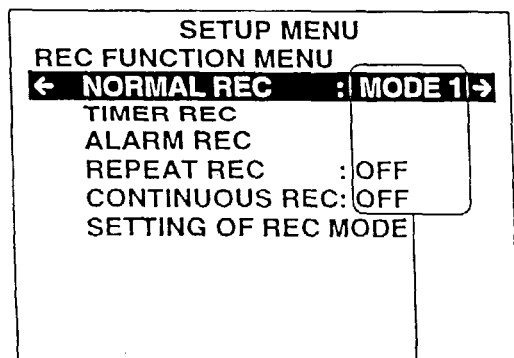 SETUP MENU
REC FUNCTION MENU
← NORMAL REC : MODE 1 →
TIMER REC
ALARM REC
REPEAT REC : OFF
CONTINUOUS REC: OFF
SETTING OF REC MODE